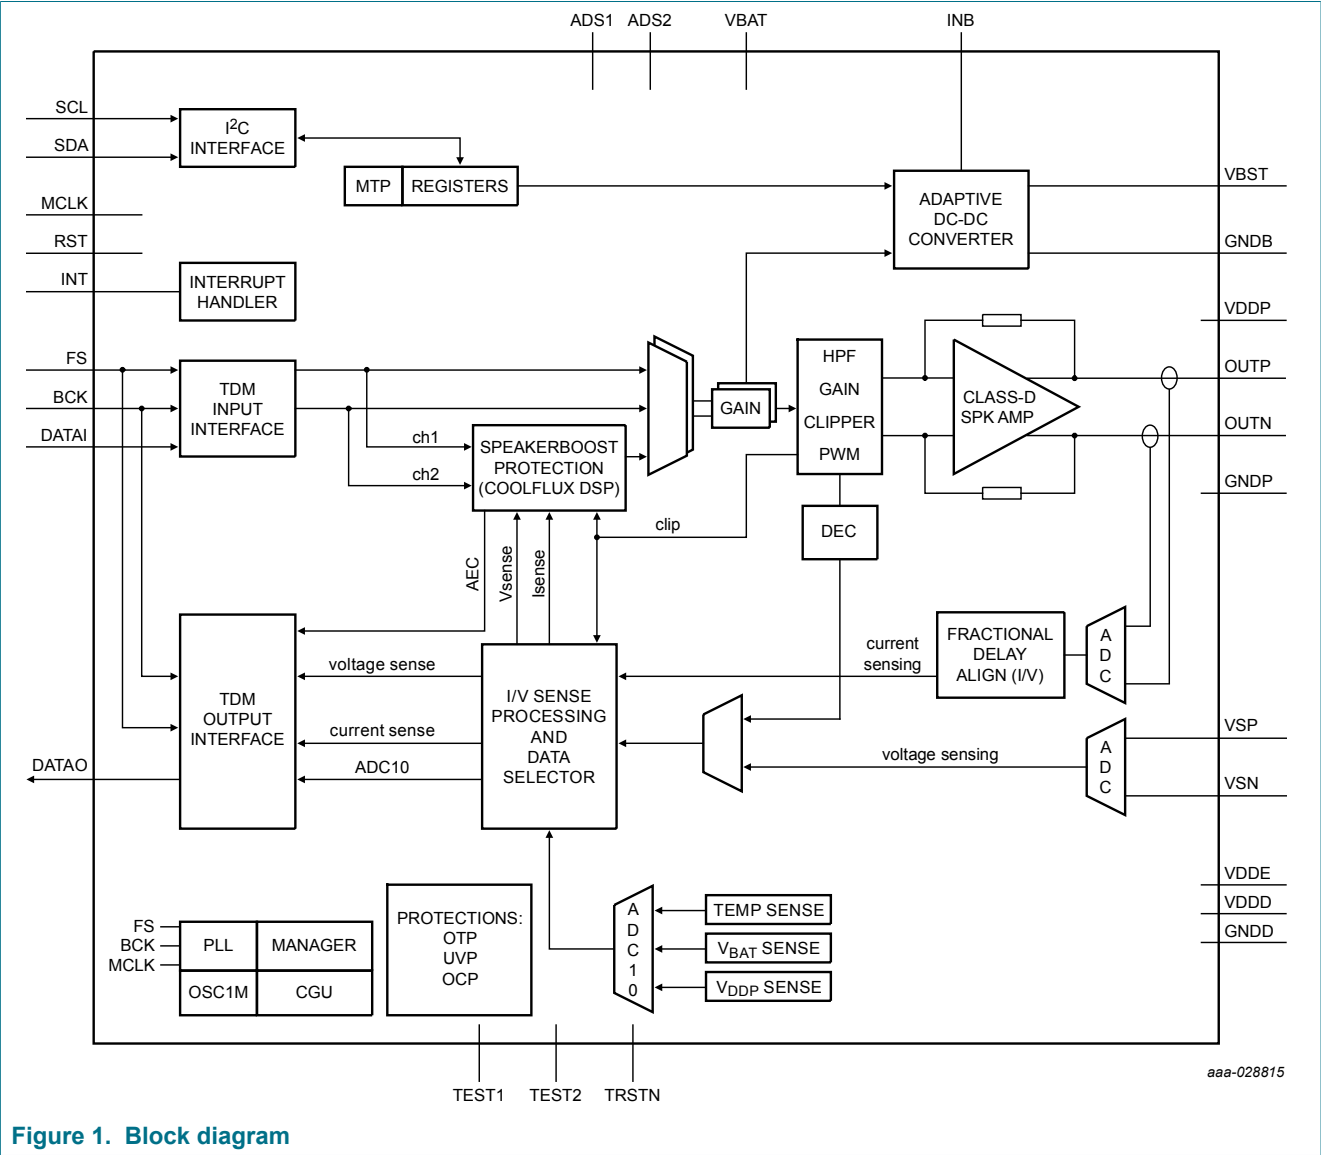 ADS1 ADS2 VBAT INB
SCL
SDA
I2C
INTERFACE
MTP REGISTERS
MCLK
RST
INT
INTERRUPT
HANDLER
ADAPTIVE
DC-DC
CONVERTER
VBST
GNDB
VDDP
FS
BCK
DATAI
TDM
INPUT
INTERFACE
ch1
ch2
SPEAKERBOOST
PROTECTION
(COOLFLUX DSP)
GAIN
HPF
GAIN
CLIPPER
PWM
CLASS-D
SPK AMP
OUTP
OUTN
GNDP
DEC
clip
AEC
Vsense
Isense
TDM
OUTPUT
INTERFACE
DATAO
voltage sense
current sense
ADC10
I/V SENSE
PROCESSING
AND
DATA
SELECTOR
current
sensing
FRACTIONAL
DELAY
ALIGN (I/V)
ADC
voltage sensing
ADC
VSP
VSN
VDDE
VDDD
GNDD
FS
BCK
MCLK
PLL MANAGER
OSC1M CGU
PROTECTIONS:
OTP
UVP
OCP
ADC10
TEMP SENSE
VBAT SENSE
VDDP SENSE
TEST1 TEST2 TRSTN
aaa-028815
Figure 1. Block diagram